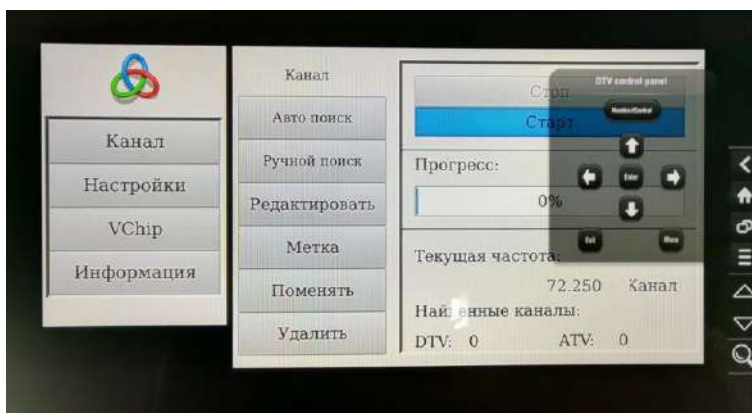 Канал
Настройки
VChip
Информация
Канал
Авто поиск
Ручной поиск
Редактировать
Метка
Поменять
Удалить
Стоп
Старт
Прогресс:
0%
Текущая частота:
72.250 Канал
Найденные каналы:
DTV: 0 ATV: 0
DTV control panel
Enter
Exit
Menu